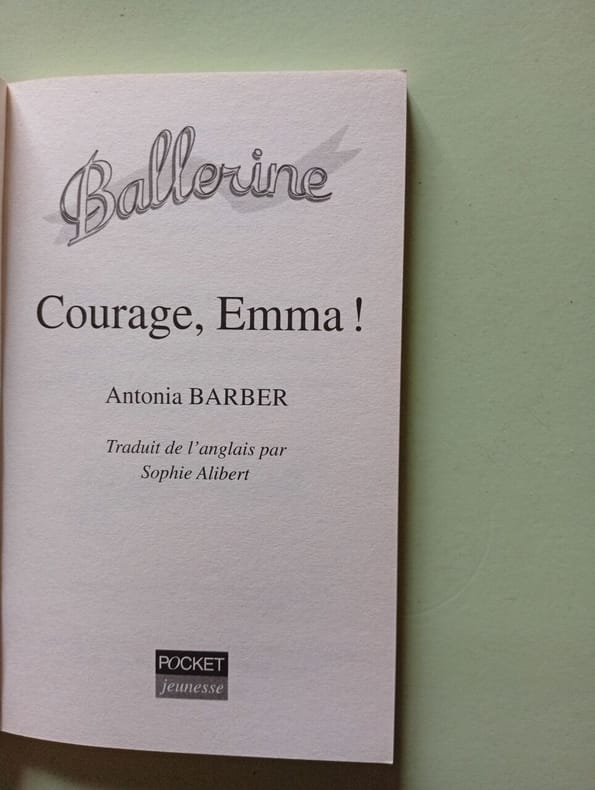 Ballerine
Courage, Emma !
Antonia BARBER
Traduit de l'anglais par
Sophie Alibert
POCKET
jeunesse